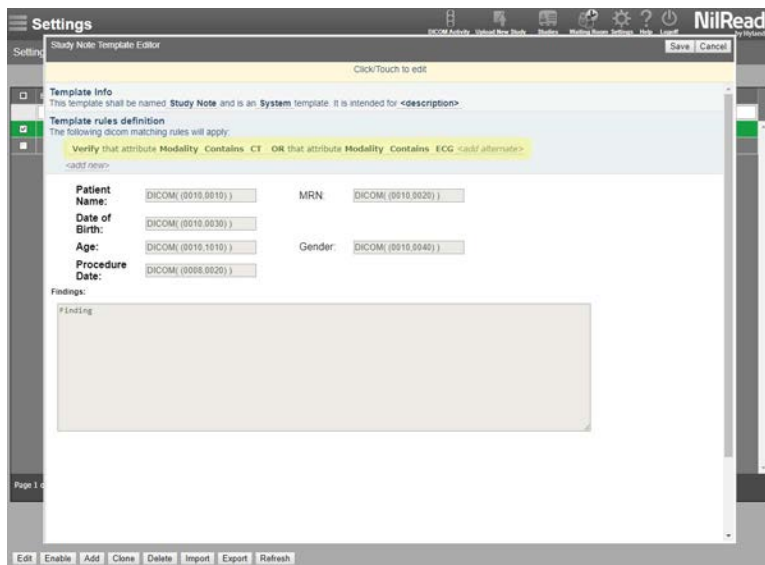 Settings
DICOM Activity Upload New Study Studies Waiting Room Settings Help Logoff
NilRead
by Hyland
Setting
Study Note Template Editor
Save Cancel
Click/Touch to edit
Template Info
This template shall be named Study Note and is an System template. It is intended for <description>
Template rules definition
The following dicom matching rules will apply:
Verify that attribute Modality Contains CT OR that attribute Modality Contains ECG <add alternate>
<add new>
Patient Name: DICOM( (0010,0010) ) MRN: DICOM( (0010,0020) )
Date of Birth: DICOM( (0010,0030) )
Age: DICOM( (0010,1010) ) Gender: DICOM( (0010,0040) )
Procedure Date: DICOM( (0008,0020) )
Findings:
Finding
Page 1 o
Edit Enable Add Clone Delete Import Export Refresh